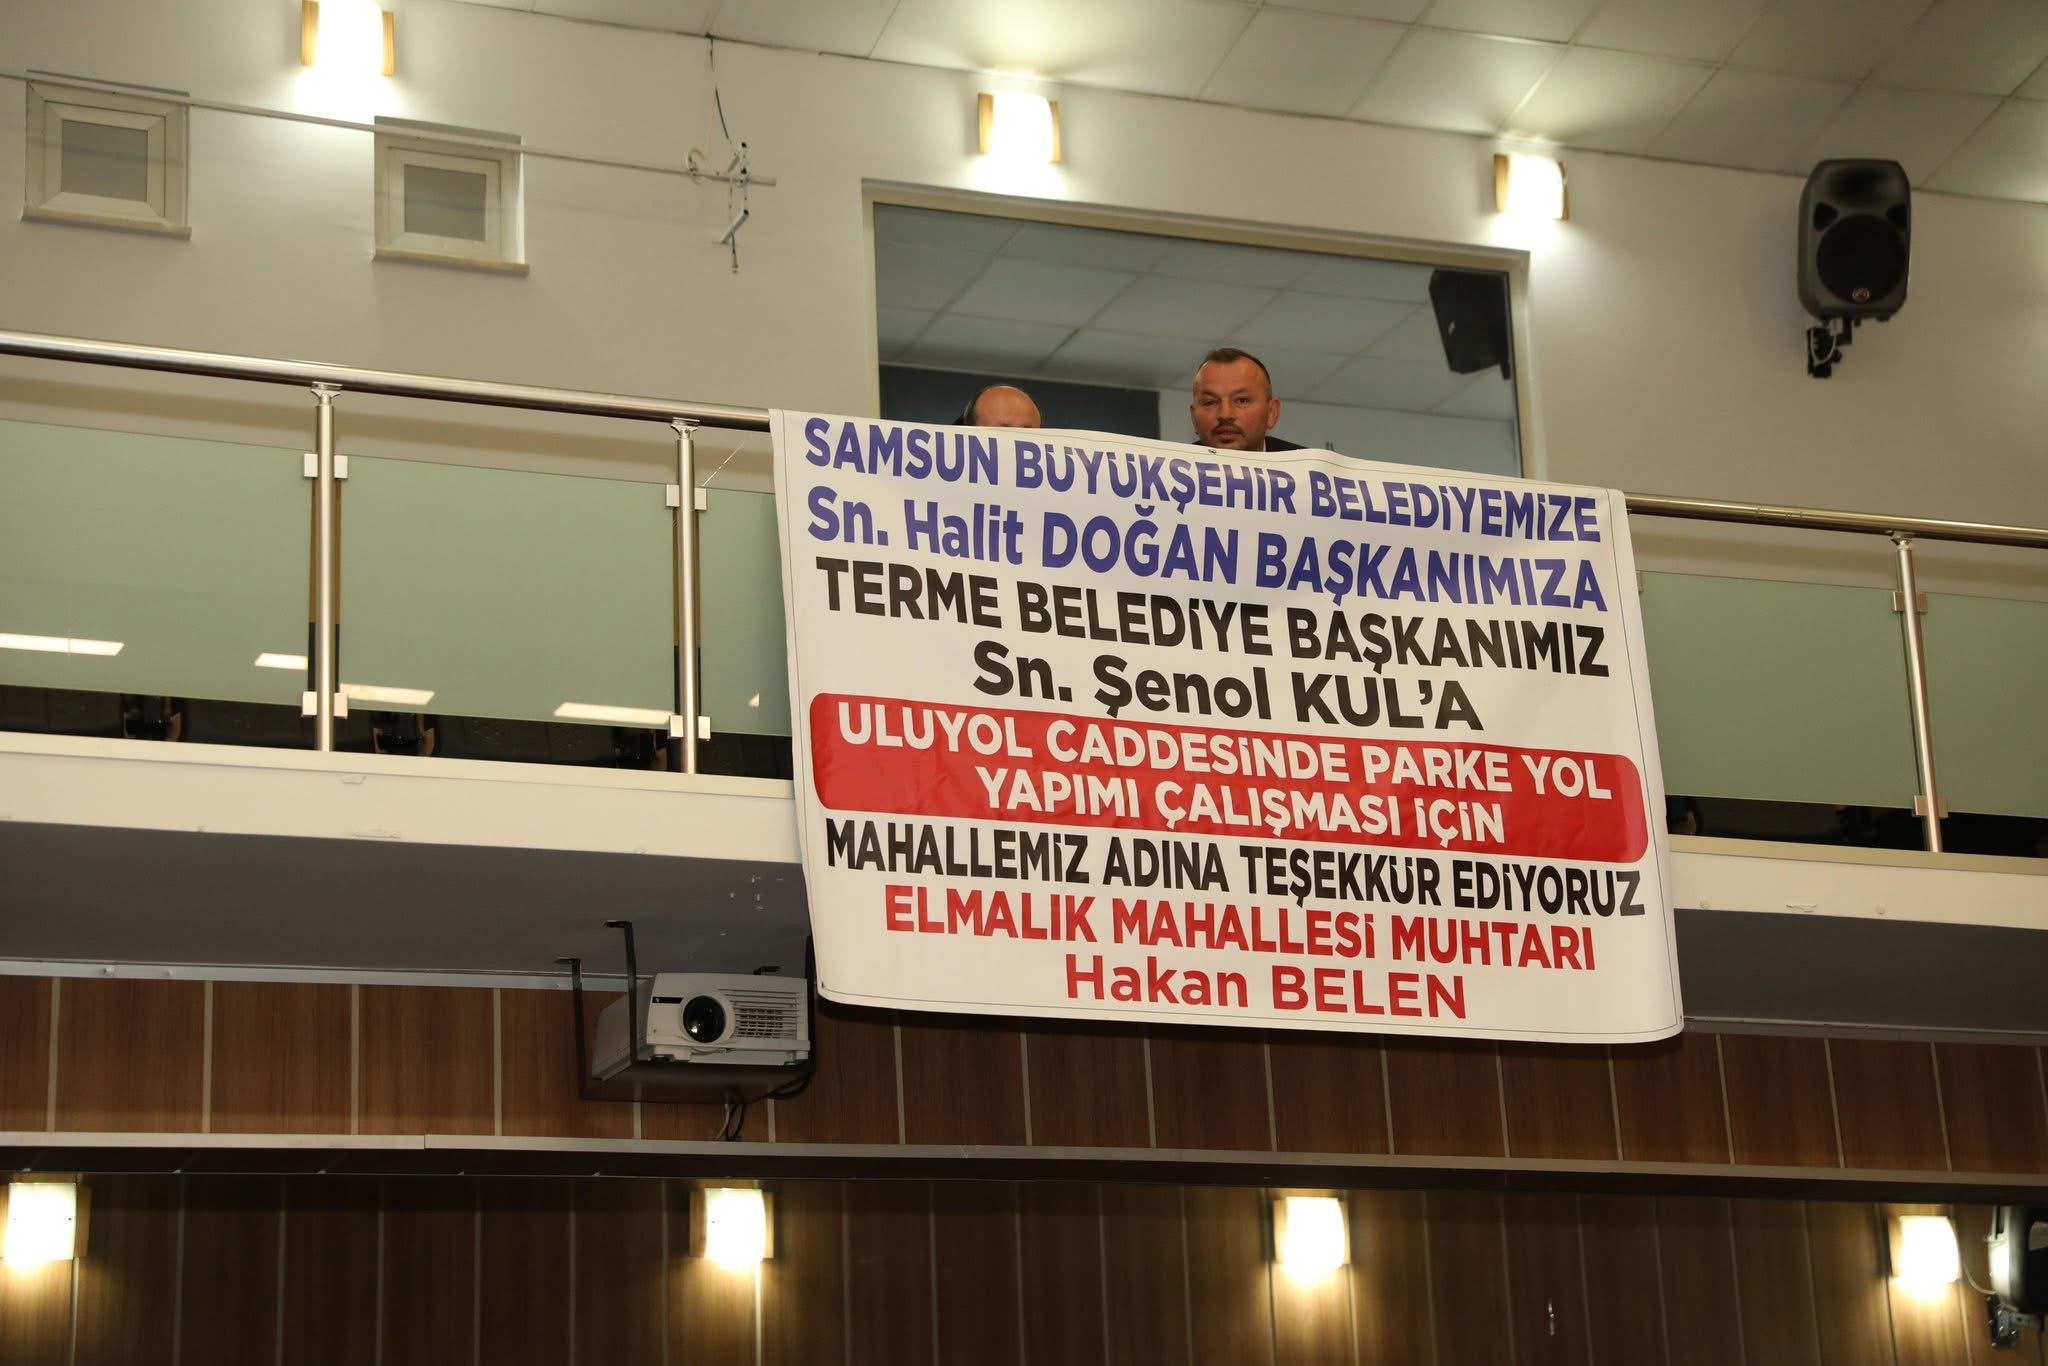 SAMSUN BÜYÜKŞEHİR BELEDİYEMİZE
Sn. Halit DOĞAN BAŞKANIMIZA
TERME BELEDİYE BAŞKANIMIZ
Sn. Şenol KUL'A
ULUYOL CADDESİNDE PARKE YOL
YAPIMI ÇALIŞMASI İÇİN
MAHALLEMİZ ADINA TEŞEKKÜR EDİYORUZ
ELMALIK MAHALLESİ MUHTARI
Hakan BELEN